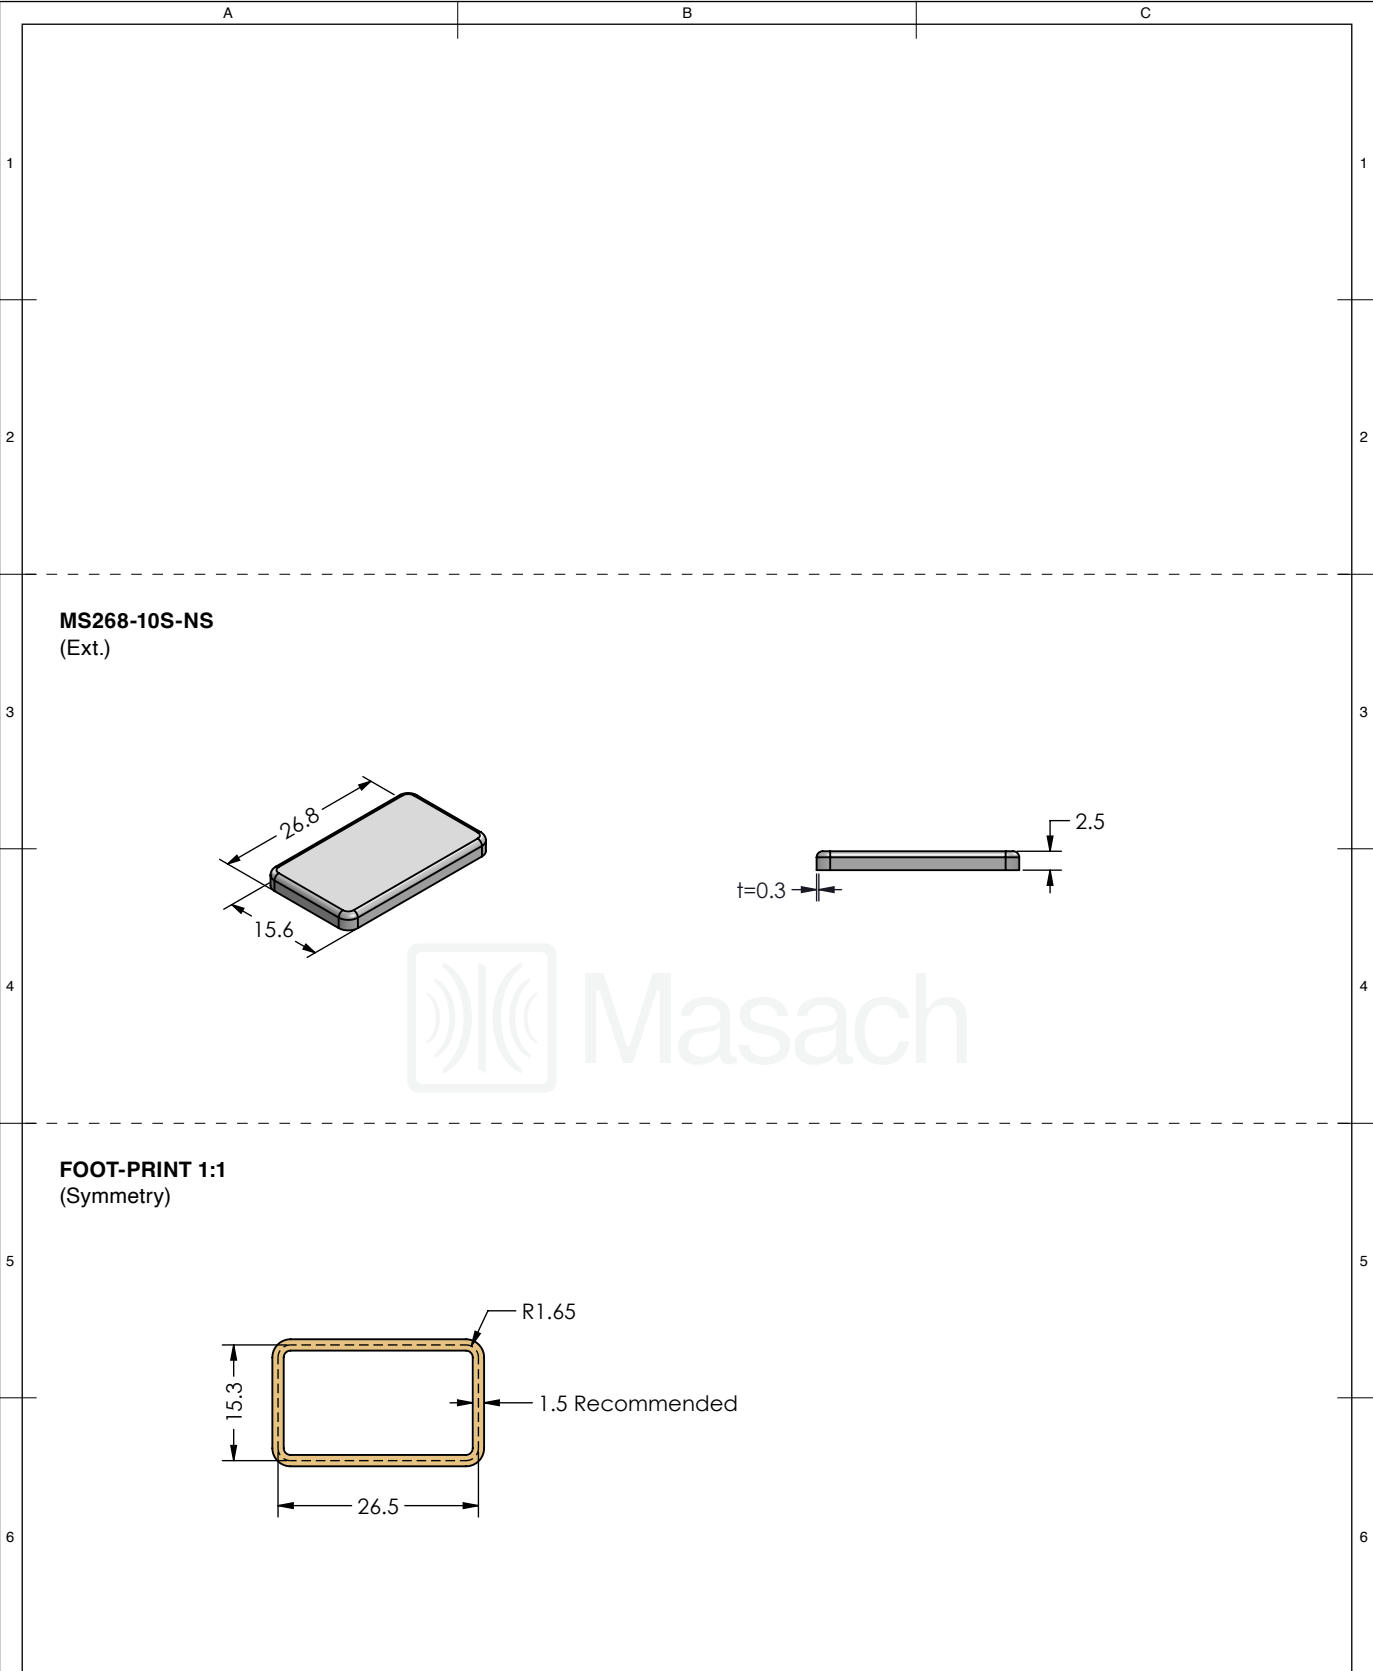 A B C
1 1
2 2
MS268-10S-NS
(Ext.)
3 3
26.8
2.5
t=0.3
15.6
4 4
Masach
FOOT-PRINT 1:1
(Symmetry)
5 5
R1.65
15.3
1.5 Recommended
26.5
6 6